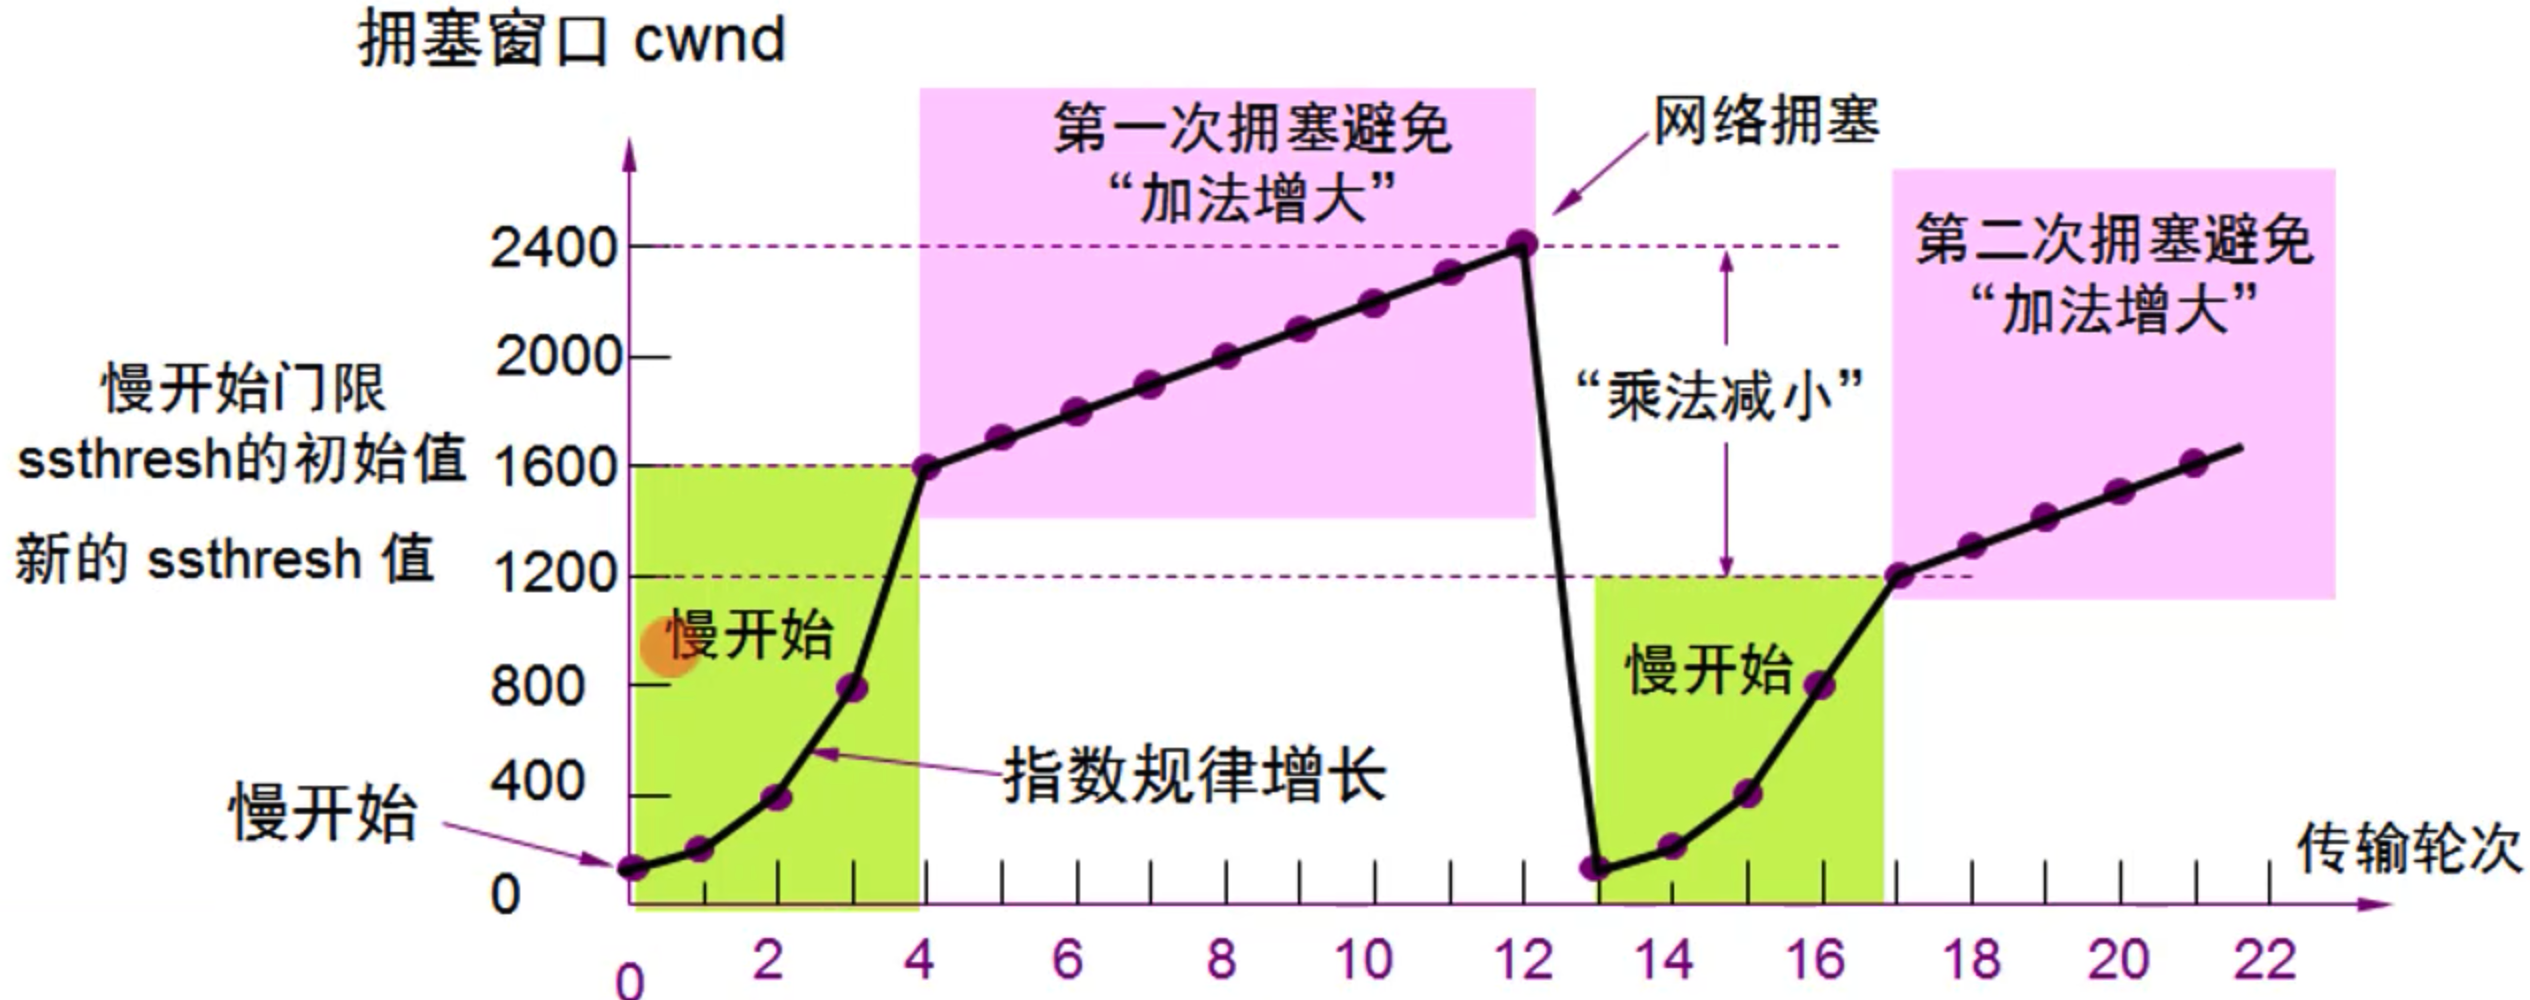 拥塞窗口 cwnd
第一次拥塞避免
“加法增大”
网络拥塞
第二次拥塞避免
“加法增大”
2400
2000
“乘法减小”
慢开始门限
ssthresh的初始值
1600
新的 ssthresh 值
1200
慢开始
慢开始
800
指数规律增长
400
慢开始
传输轮次
0
0
2
4
6
8
10
12
14
16
18
20
22